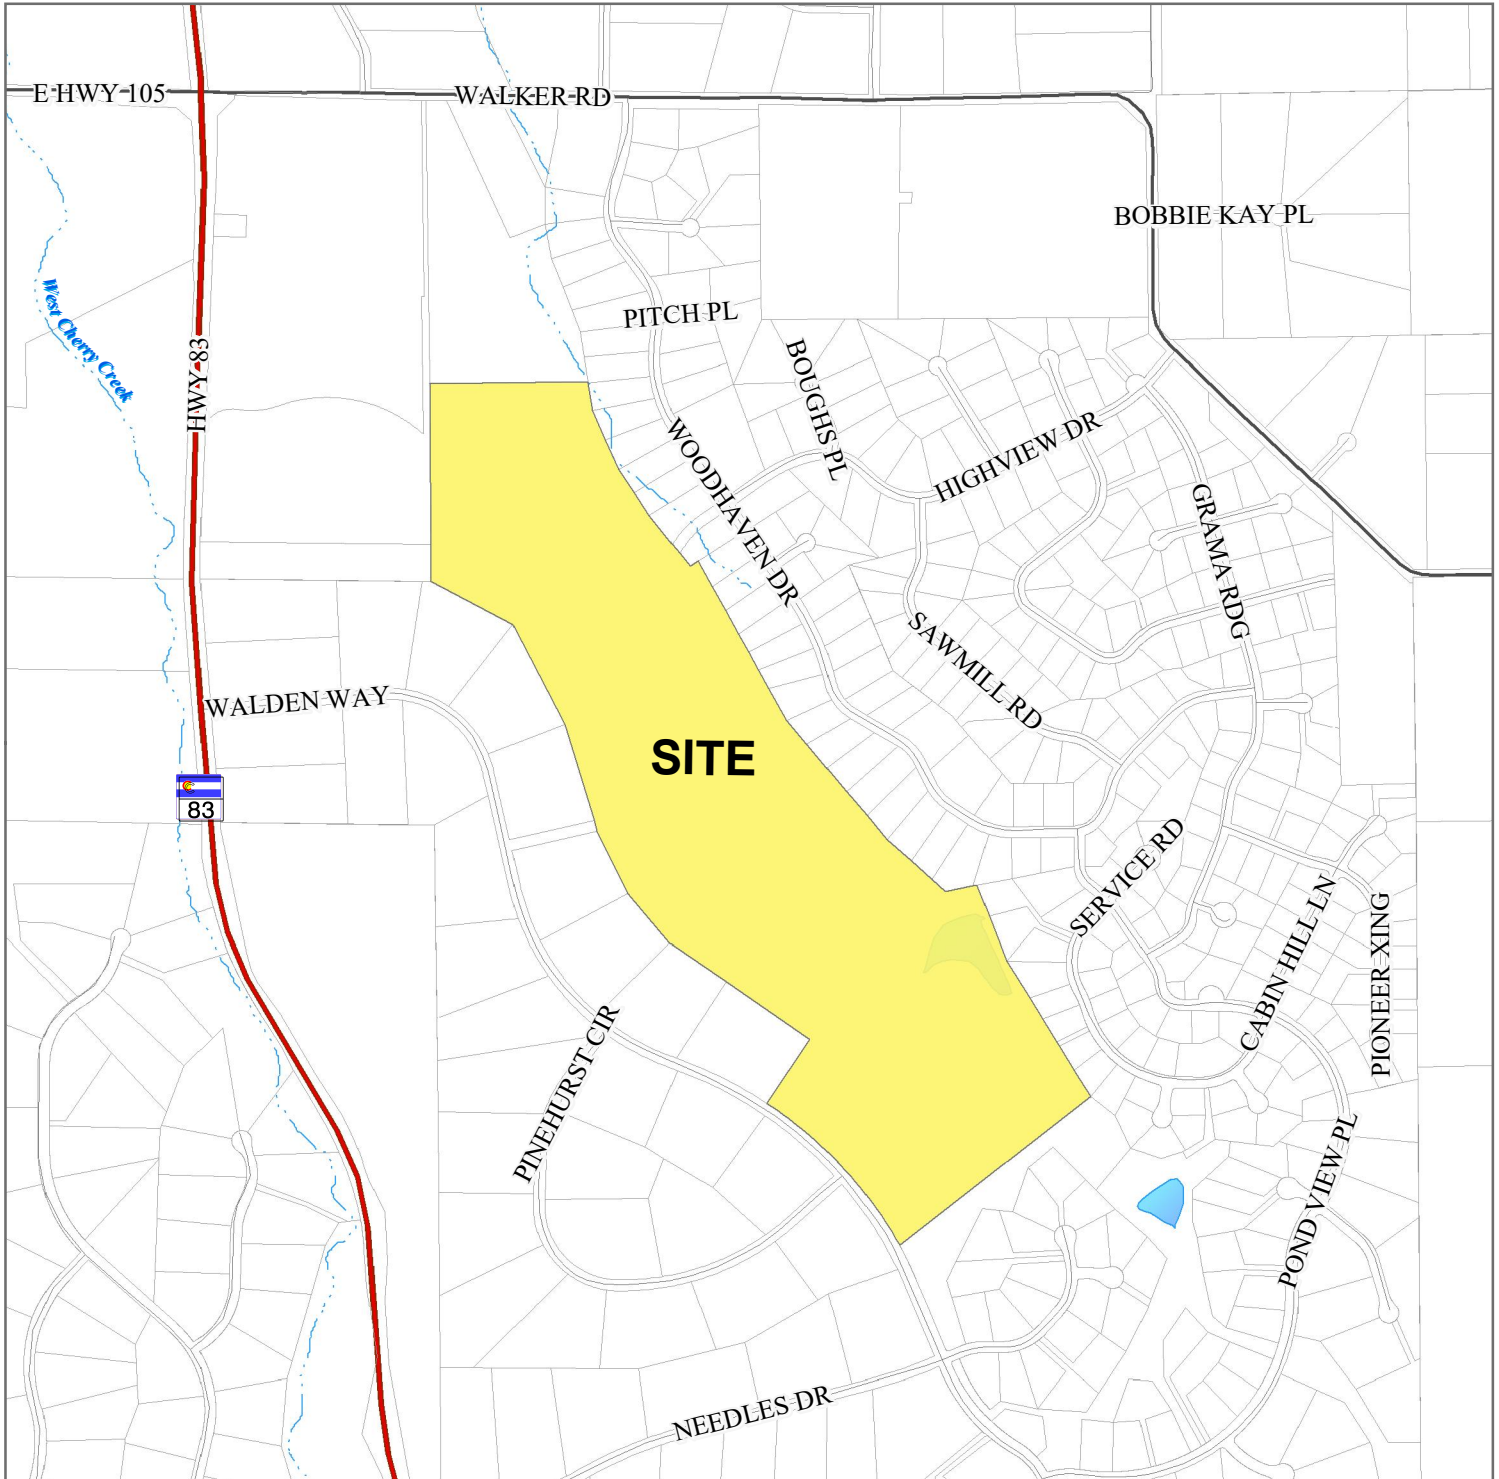 E HWY 105
WALKER RD
BOBBIE KAY PL
West Cherry Creek
PITCH PL
HWY 83
BOUGHS PL
WOODHAVEN DR
HIGHVIEW DR
GRAMA RDG
SAWMILL RD
WALDEN WAY
SITE
83
SERVICE RD
CABIN HILL LN
PIONEER XING
PINEHURST CIR
POND VIEW PL
NEEDLES DR